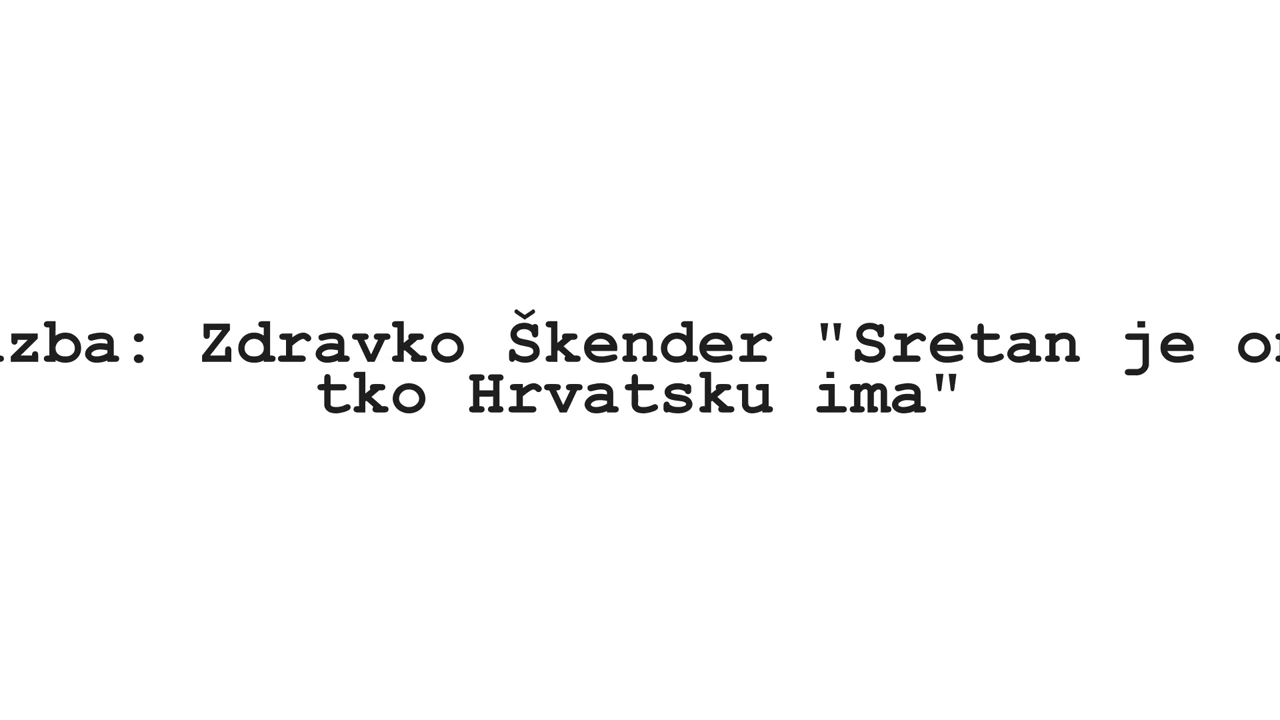 Zdravko Škender "Sretan je
tko Hrvatsku ima"